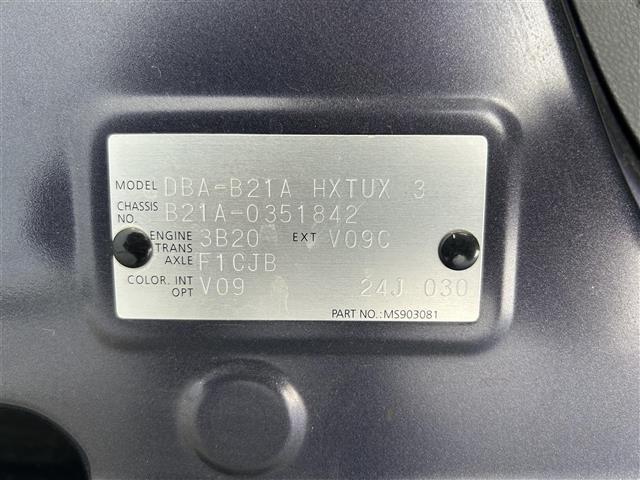 MODEL DBA-B21A HXTUX 3
CHASSIS NO. B21A-0351842
ENGINE 3B20 EXT V09C
TRANS AXLE F1CJB
COLOR. INT OPT V09 24J 030
PART NO.: MS903081